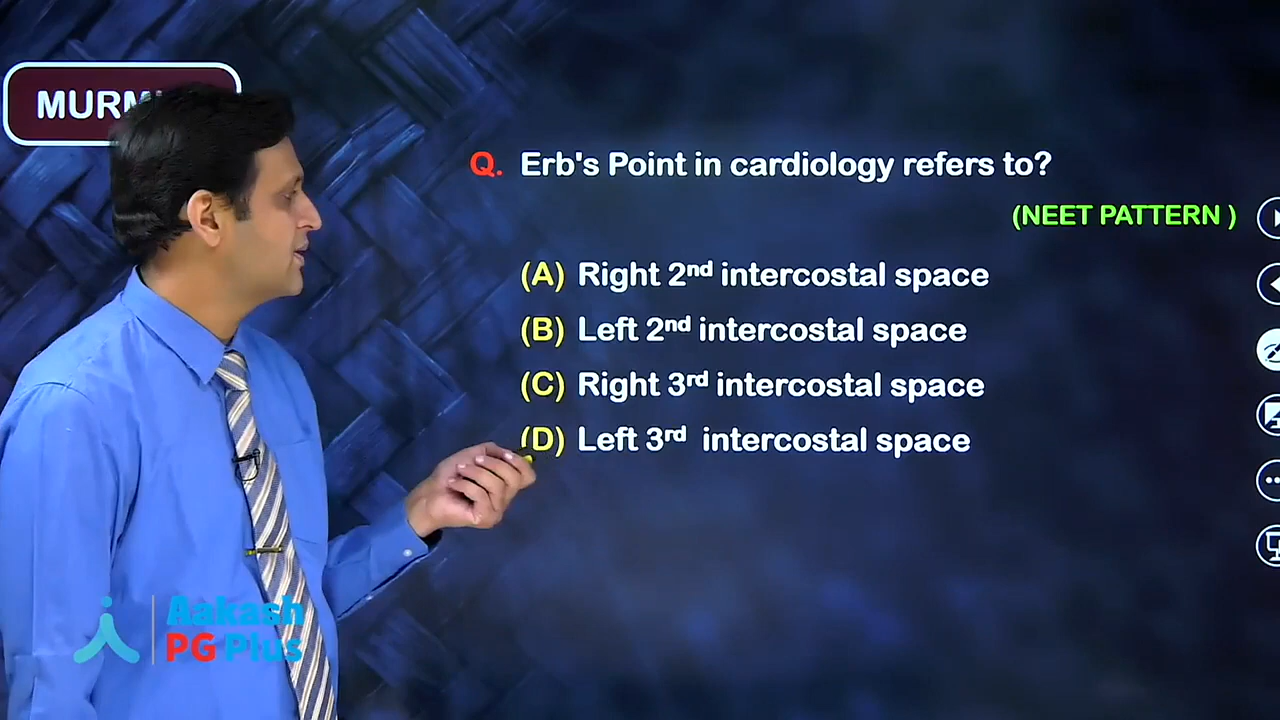 Q. Erb's Point in cardiology refers to?
(NEET PATTERN )
(A) Right 2nd intercostal space
(B) Left 2nd intercostal space
(C) Right 3rd intercostal space
(D) Left 3rd intercostal space
Aakash
PG Plus